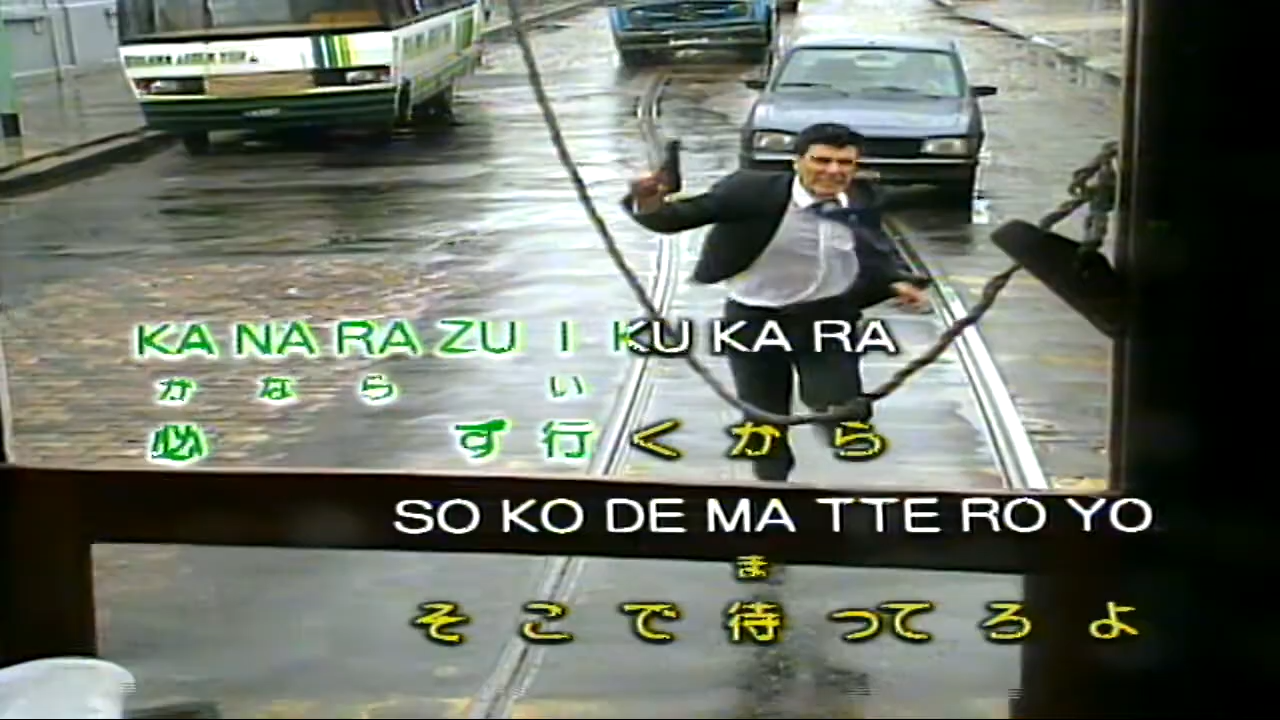 KA NA RA ZU I KU KA RA
か な ら い
必 ず 行 く か ら
SO KO DE MA TTE RO YO
ま
そ こ で 待 っ て ろ よ